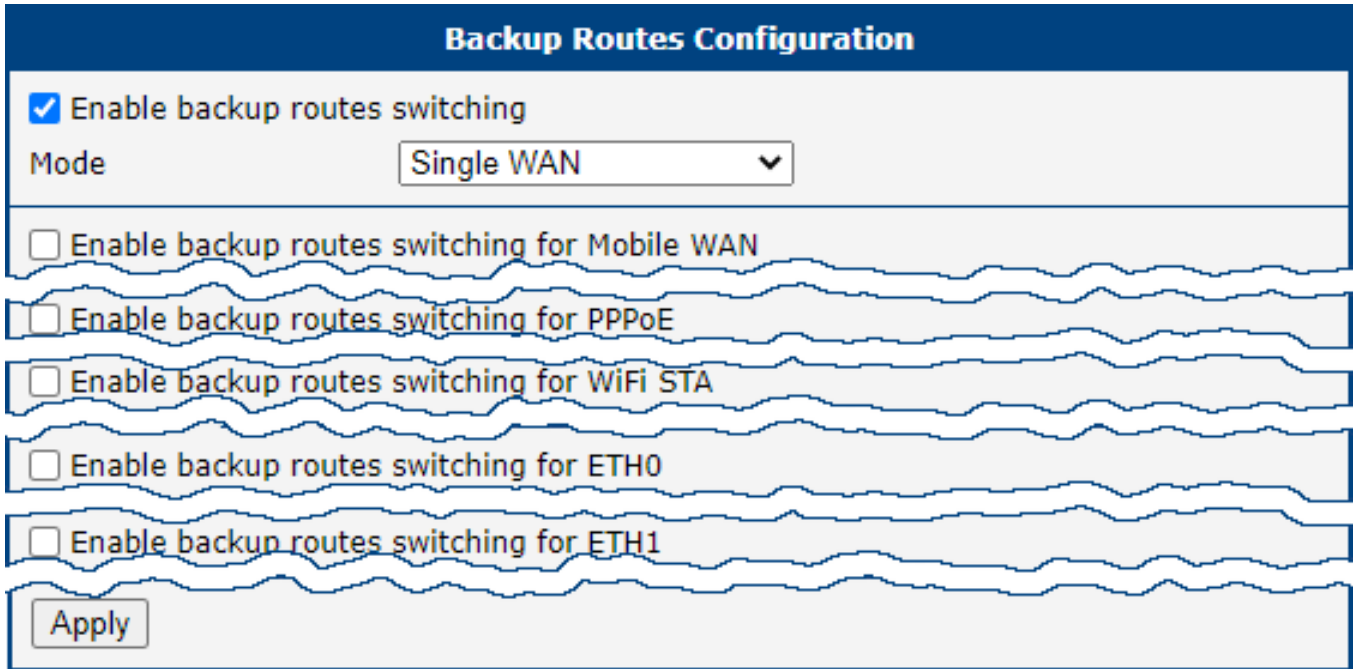 Backup Routes Configuration
Enable backup routes switching
Mode Single WAN
Enable backup routes switching for Mobile WAN
Enable backup routes switching for PPPoE
Enable backup routes switching for WiFi STA
Enable backup routes switching for ETH0
Enable backup routes switching for ETH1
Apply